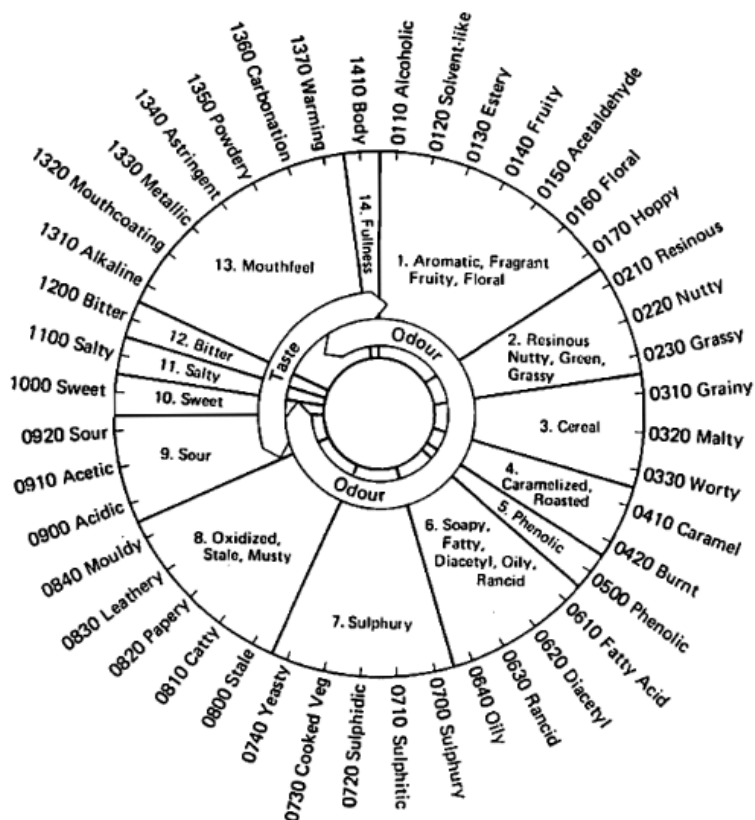 0110 Alcoholic
0120 Solvent-like
0130 Estery
0140 Fruity
0150 Acetaldehyde
0160 Floral
0170 Hoppy
0210 Resinous
0220 Nutty
0230 Grassy
0310 Grainy
0320 Malty
0330 Worty
0410 Caramel
0420 Burnt
0500 Phenolic
0610 Fatty Acid
0620 Diacetyl
0630 Rancid
0640 Oily
0700 Sulphury
0710 Sulphitic
0720 Sulphidic
0730 Cooked Veg
0740 Yeasty
0800 Stale
0810 Catty
0820 Papery
0830 Leathery
0840 Mouldy
0900 Acidic
0910 Acetic
0920 Sour
1000 Sweet
1100 Salty
1200 Bitter
1310 Alkaline
1320 Mouthcoating
1330 Metallic
1340 Astringent
1350 Powdery
1360 Carbonation
1370 Warming
1410 Body
1. Aromatic, Fragrant
Fruity, Floral
2. Resinous
Nutty, Green,
Grassy
3. Cereal
4.
Caramelized,
Roasted
5. Phenolic
6. Soapy,
Fatty,
Diacetyl, Oily,
Rancid
7. Sulphury
8. Oxidized,
Stale, Musty
9. Sour
10. Sweet
11. Salty
12. Bitter
13. Mouthfeel
14. Fullness
Odour
Taste
Odour